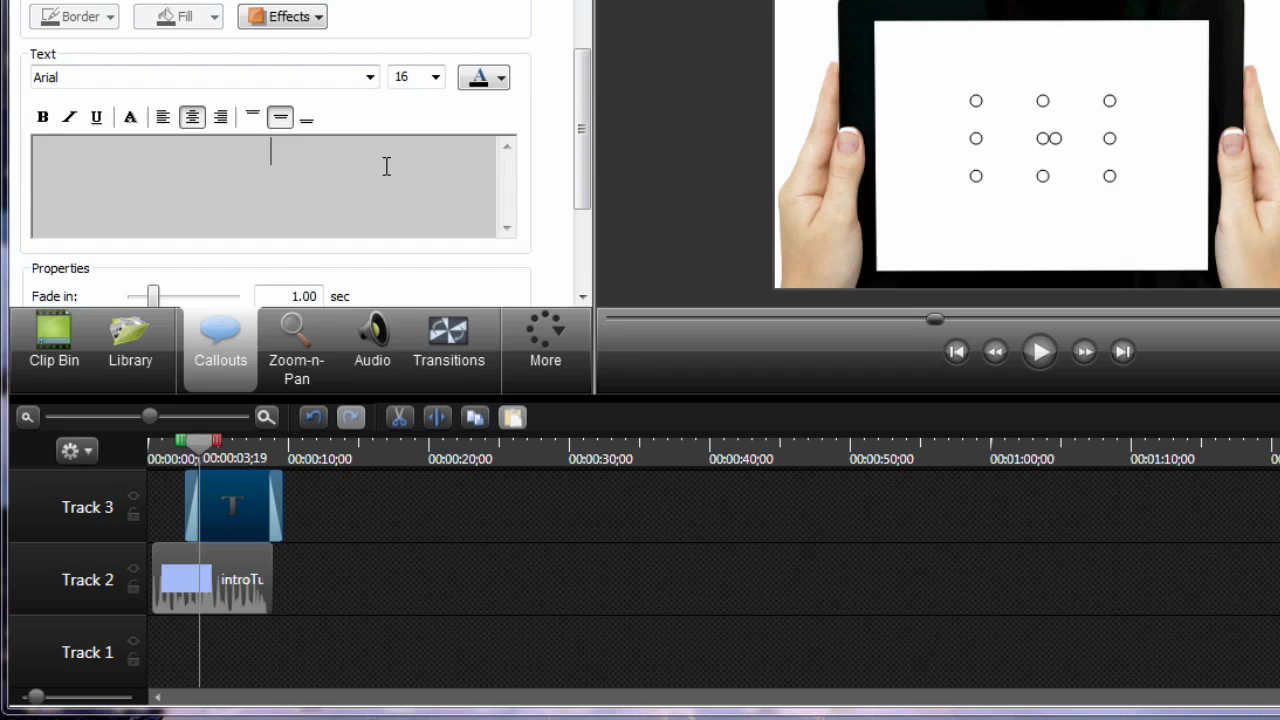 Border
Fill
Effects
Text
Arial
16
A
B I U A
Properties
Fade in:
1.00 sec
Clip Bin
Library
Callouts
Zoom-n-
Pan
Audio
Transitions
More
00:00:00;
00:00:03;19
00:00:10;00
00:00:20;00
00:00:30;00
00:00:40;00
00:00:50;00
00:01:00;00
00:01:10;00
Track 3
T
Track 2
introTu
Track 1